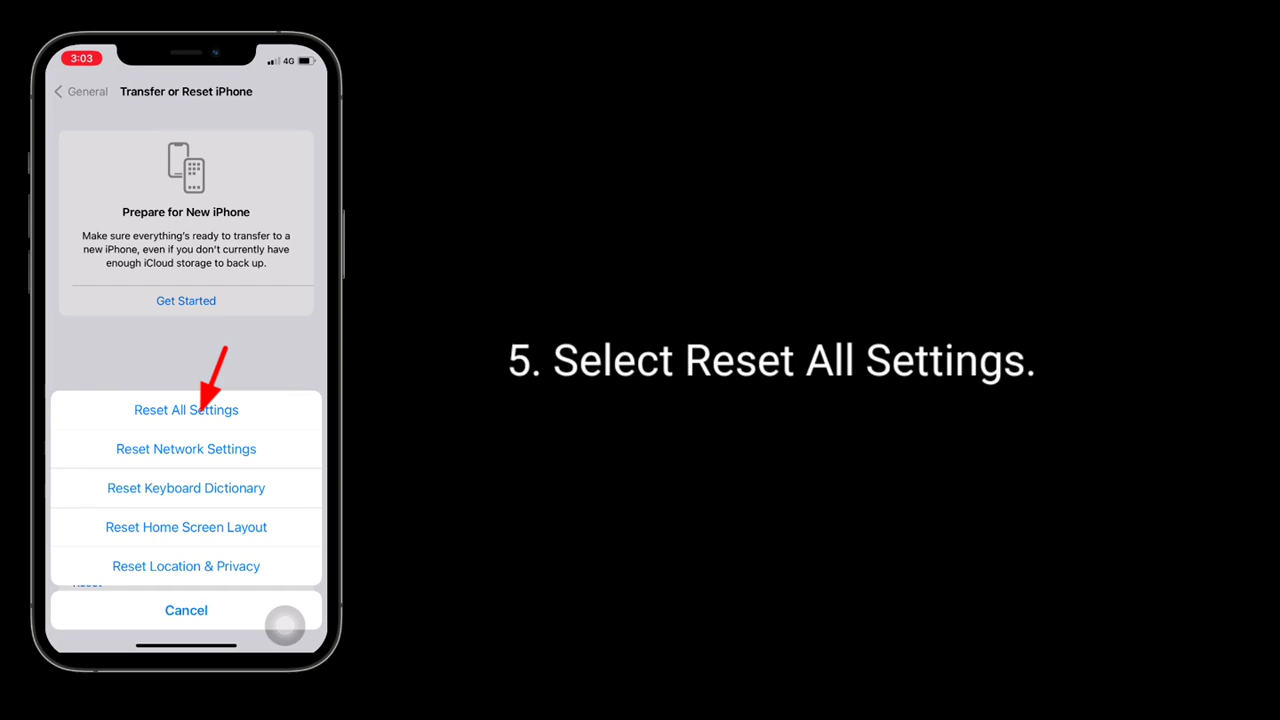 3:03
4G
General
Transfer or Reset iPhone
Prepare for New iPhone
Make sure everything's ready to transfer to a
new iPhone, even if you don't currently have
enough iCloud storage to back up.
Get Started
Reset All Settings
Reset Network Settings
Reset Keyboard Dictionary
Reset Home Screen Layout
Reset Location & Privacy
Cancel
5. Select Reset All Settings.